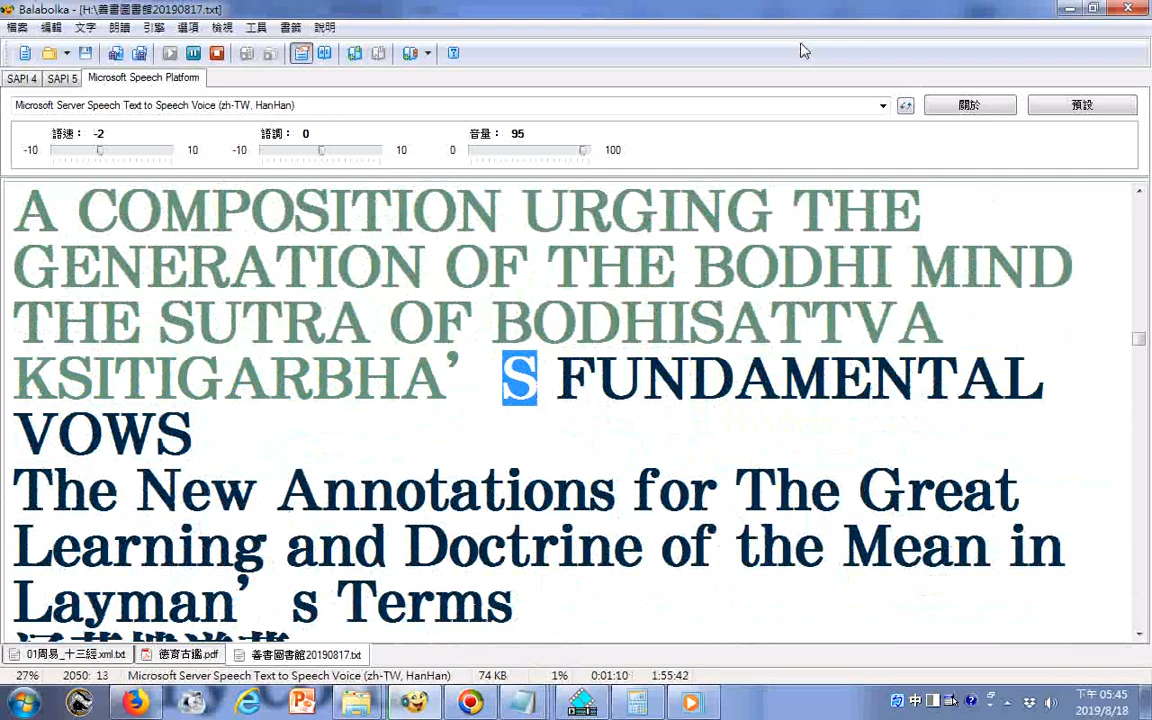 Balabolka - [H:\善書圖書館20190817.txt]
檔案 編輯 文字 朗讀 引擎 選項 檢視 工具 書籤 說明
SAPI 4 SAPI 5 Microsoft Speech Platform
Microsoft Server Speech Text to Speech Voice (zh-TW, HanHan) 關於 預設
語速： -2 語調： 0 音量： 95
-10 10 -10 10 0 100
A COMPOSITION URGING THE
GENERATION OF THE BODHI MIND
THE SUTRA OF BODHISATTVA
KSITIGARBHA’S FUNDAMENTAL
VOWS
The New Annotations for The Great
Learning and Doctrine of the Mean in
Layman’s Terms
01周易_十三經.xml.txt 德育古鑑.pdf 善書圖書館20190817.txt
27% 2050: 13 Microsoft Server Speech Text to Speech Voice (zh-TW, HanHan) 74 KB 1% 0:01:10 1:55:42
中 下午 05:45
2019/8/18